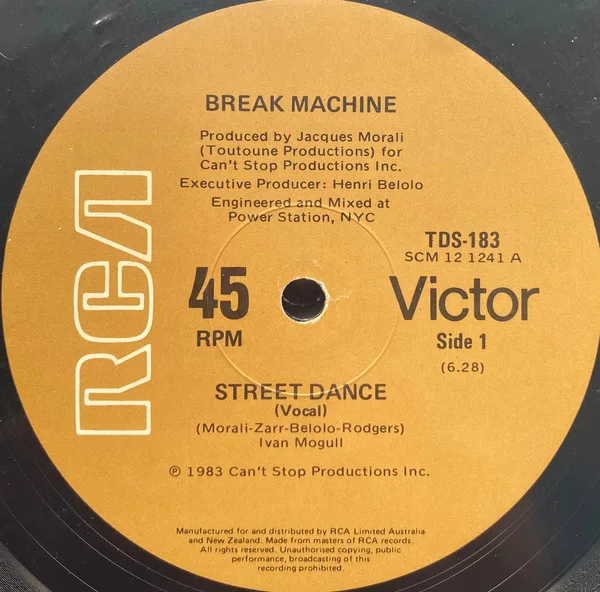 BREAK MACHINE
Produced by Jacques Morali
(Toutoune Productions) for
Can't Stop Productions Inc.
Executive Producer: Henri Belolo
Engineered and Mixed at
Power Station, NYC
RCA
TDS-183
SCM 12 1241 A
45
RPM
Victor
Side 1
(6.28)
STREET DANCE
(Vocal)
(Morali-Zarr-Belolo-Rodgers)
Ivan Mogull
℗ 1983 Can't Stop Productions Inc.
Manufactured for and distributed by RCA Limited Australia
and New Zealand. Made from masters of RCA records.
All rights reserved. Unauthorised copying, public
performance, broadcasting of this
recording prohibited.